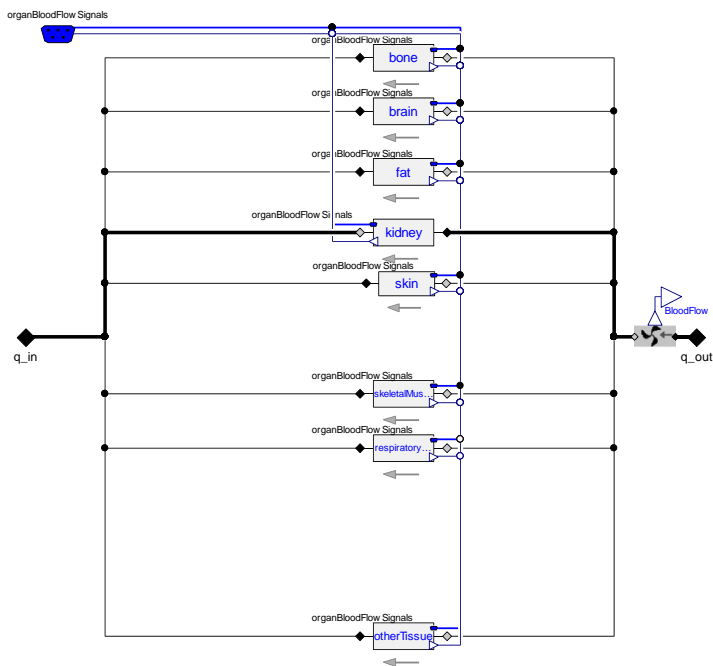 organBloodFlow Signals
organBloodFlow Signals
bone
organBloodFlow Signals
brain
organBloodFlow Signals
fat
organBloodFlow Signals
kidney
organBloodFlow Signals
skin
BloodFlow
q_in
q_out
organBloodFlow Signals
skeletalMus...
organBloodFlow Signals
respiratory...
organBloodFlow Signals
otherTissue